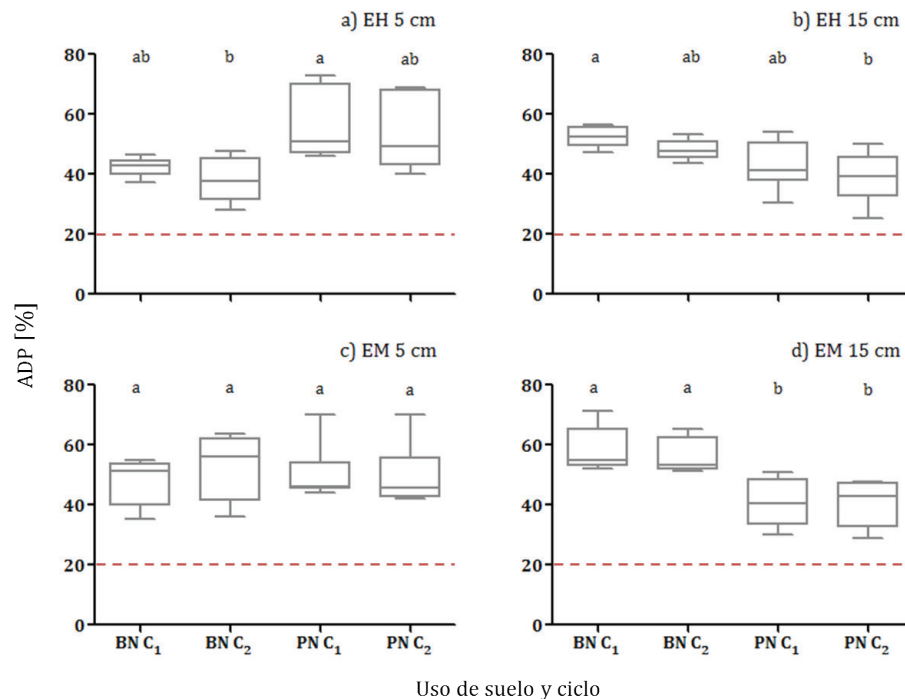 a) EH 5 cm
80
60
40
20
0
ab
b
a
ab
b) EH 15 cm
80
60
40
20
0
a
ab
ab
b
ADP [%]
c) EM 5 cm
80
60
40
20
0
a
a
a
a
BN C₁
BN C₂
PN C₁
PN C₂
d) EM 15 cm
80
60
40
20
0
a
a
b
b
BN C₁
BN C₂
PN C₁
PN C₂
Uso de suelo y ciclo